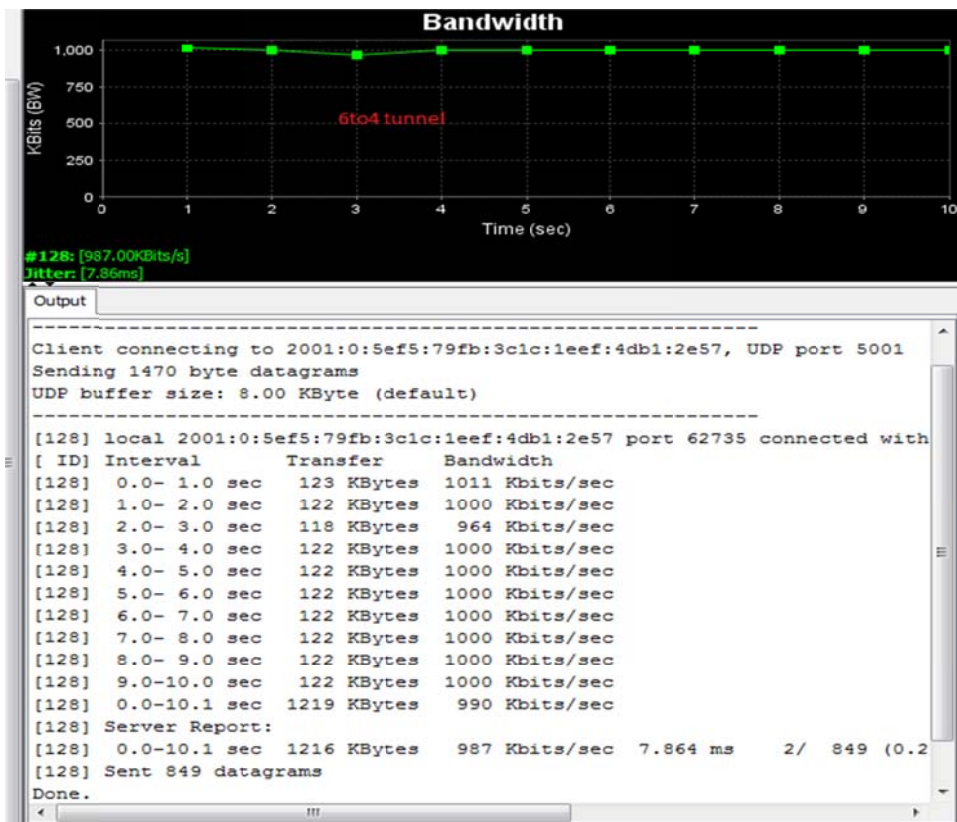 Bandwidth
KBits (BW)
1,000
750
500
250
0
6to4 tunnel
0 1 2 3 4 5 6 7 8 9 10
Time (sec)
#128: [987.00KBits/s]
Jitter: [7.86ms]
Output
------------------------------------------------------------
Client connecting to 2001:0:5ef5:79fb:3c1c:1eef:4db1:2e57, UDP port 5001
Sending 1470 byte datagrams
UDP buffer size: 8.00 KByte (default)
------------------------------------------------------------
[128] local 2001:0:5ef5:79fb:3c1c:1eef:4db1:2e57 port 62735 connected with
[ ID] Interval Transfer Bandwidth
[128] 0.0- 1.0 sec 123 KBytes 1011 Kbits/sec
[128] 1.0- 2.0 sec 122 KBytes 1000 Kbits/sec
[128] 2.0- 3.0 sec 118 KBytes 964 Kbits/sec
[128] 3.0- 4.0 sec 122 KBytes 1000 Kbits/sec
[128] 4.0- 5.0 sec 122 KBytes 1000 Kbits/sec
[128] 5.0- 6.0 sec 122 KBytes 1000 Kbits/sec
[128] 6.0- 7.0 sec 122 KBytes 1000 Kbits/sec
[128] 7.0- 8.0 sec 122 KBytes 1000 Kbits/sec
[128] 8.0- 9.0 sec 122 KBytes 1000 Kbits/sec
[128] 9.0-10.0 sec 122 KBytes 1000 Kbits/sec
[128] 0.0-10.1 sec 1219 KBytes 990 Kbits/sec
[128] Server Report:
[128] 0.0-10.1 sec 1216 KBytes 987 Kbits/sec 7.864 ms 2/ 849 (0.2
[128] Sent 849 datagrams
Done.